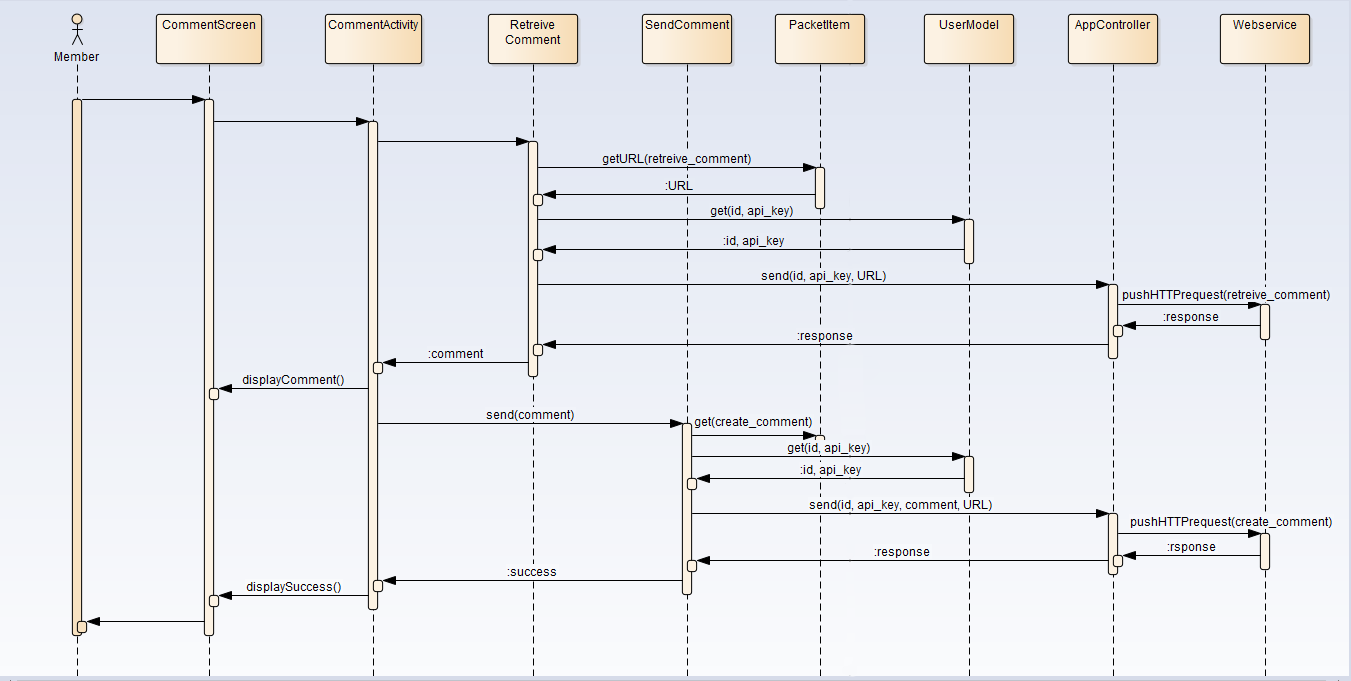 Member
CommentScreen
CommentActivity
Retreive
Comment
SendComment
PacketItem
UserModel
AppController
Webservice
getURL(retreive_comment)
:URL
get(id, api_key)
:id, api_key
send(id, api_key, URL)
pushHTTPrequest(retreive_comment)
:response
:response
:comment
displayComment()
send(comment)
get(create_comment)
get(id, api_key)
:id, api_key
send(id, api_key, comment, URL)
pushHTTPrequest(create_comment)
:rsponse
:response
:success
displaySuccess()